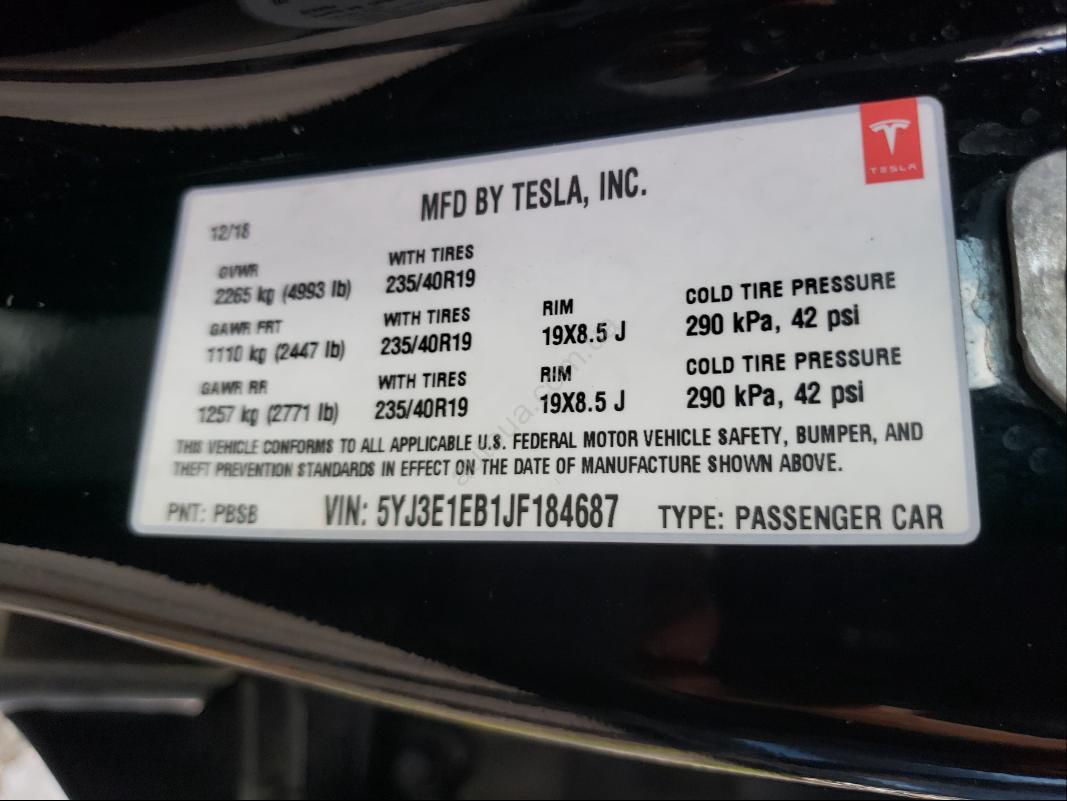 TESLA
MFD BY TESLA, INC.
12/18
GVWR WITH TIRES
2265 kg (4993 lb) 235/40R19
GAWR FRT WITH TIRES RIM COLD TIRE PRESSURE
1110 kg (2447 lb) 235/40R19 19X8.5 J 290 kPa, 42 psi
GAWR RR WITH TIRES RIM COLD TIRE PRESSURE
1257 kg (2771 lb) 235/40R19 19X8.5 J 290 kPa, 42 psi
THIS VEHICLE CONFORMS TO ALL APPLICABLE U.S. FEDERAL MOTOR VEHICLE SAFETY, BUMPER, AND
THEFT PREVENTION STANDARDS IN EFFECT ON THE DATE OF MANUFACTURE SHOWN ABOVE.
PNT: PBSB VIN: 5YJ3E1EB1JF184687 TYPE: PASSENGER CAR